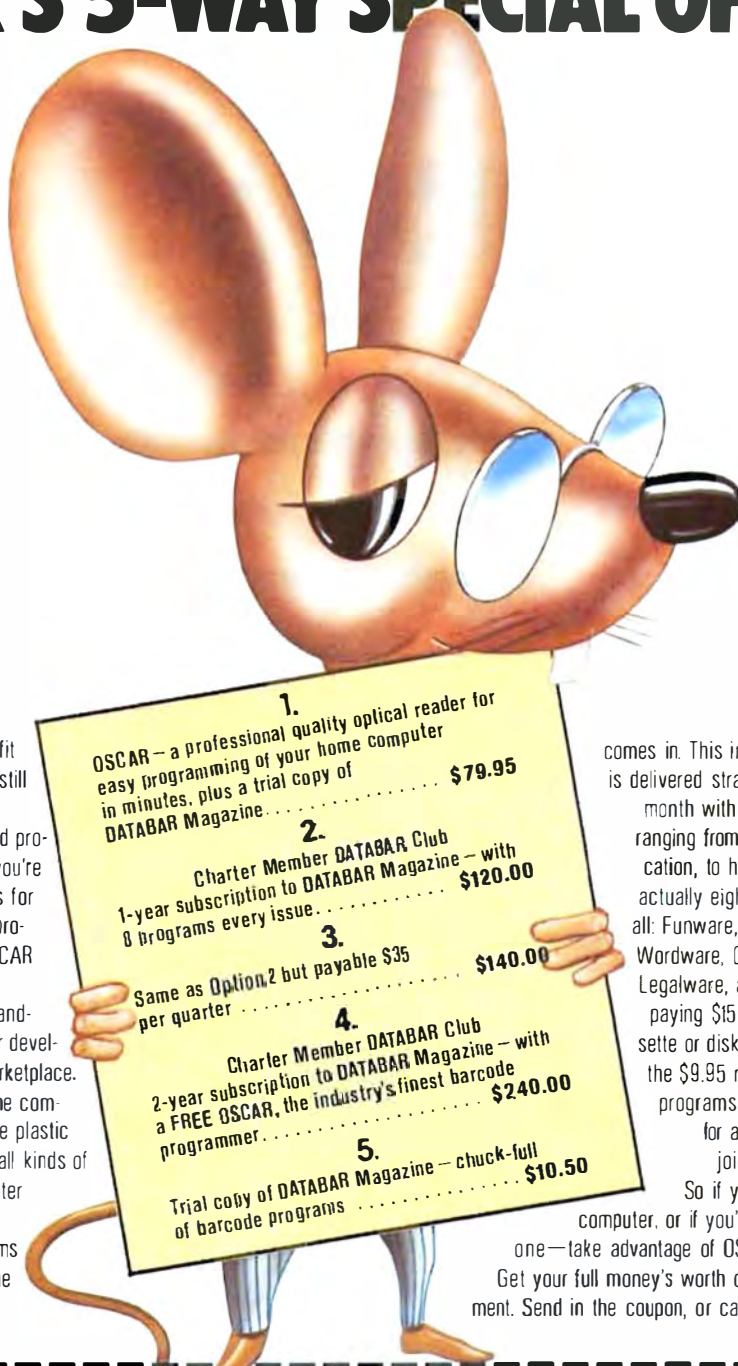 'S 5-WAY SPECIAL OF
1.
OSCAR — a professional quality optical reader for
easy programming of your home computer
in minutes, plus a trial copy of
DATABAR Magazine. . . . . . . . . . . . . . . $79.95
2.
Charter Member DATABAR Club
1-year subscription to DATABAR Magazine — with
8 programs every issue. . . . . . . . . . . . $120.00
3.
Same as Option 2 but payable $35
per quarter . . . . . . . . . . . . . . . . . . . $140.00
4.
Charter Member DATABAR Club
2-year subscription to DATABAR Magazine — with
a FREE OSCAR, the industry's finest barcode
programmer. . . . . . . . . . . . . . . . . . . $240.00
5.
Trial copy of DATABAR Magazine — chuck-full
of barcode programs . . . . . . . . . . . . . . $10.50
fit
still
d pro-
you're
s for
pro-
CAR
and-
r devel-
rketplace.
me com-
e plastic
all kinds of
ter
ms
he
comes in. This i
is delivered stra
month with
ranging from
cation, to h
actually eigh
all: Funware,
Wordware,
Legalware, a
paying $15
sette or disk
the $9.95
programs
for a
joi
So if y
computer, or if you'
one—take advantage of OS
Get your full money's worth o
ment. Send in the coupon, or ca